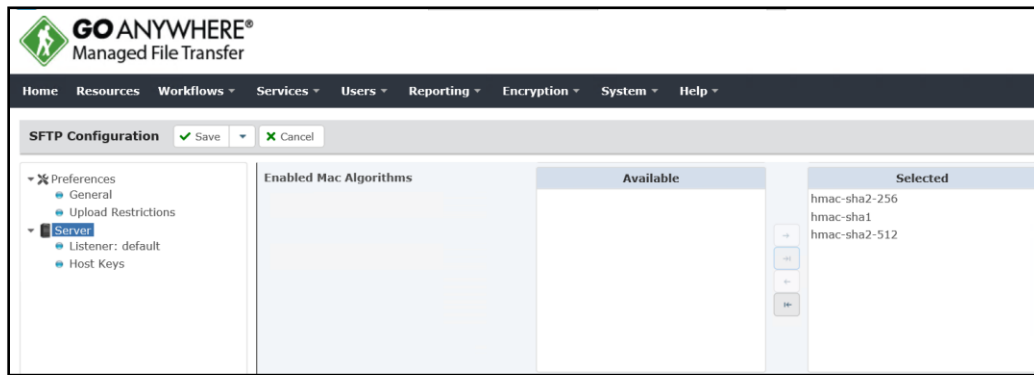 GO ANYWHERE®
Managed File Transfer
Home Resources Workflows Services Users Reporting Encryption System Help
SFTP Configuration Save Cancel
Preferences
General
Upload Restrictions
Server
Listener: default
Host Keys
Enabled Mac Algorithms
Available
Selected
hmac-sha2-256
hmac-sha1
hmac-sha2-512